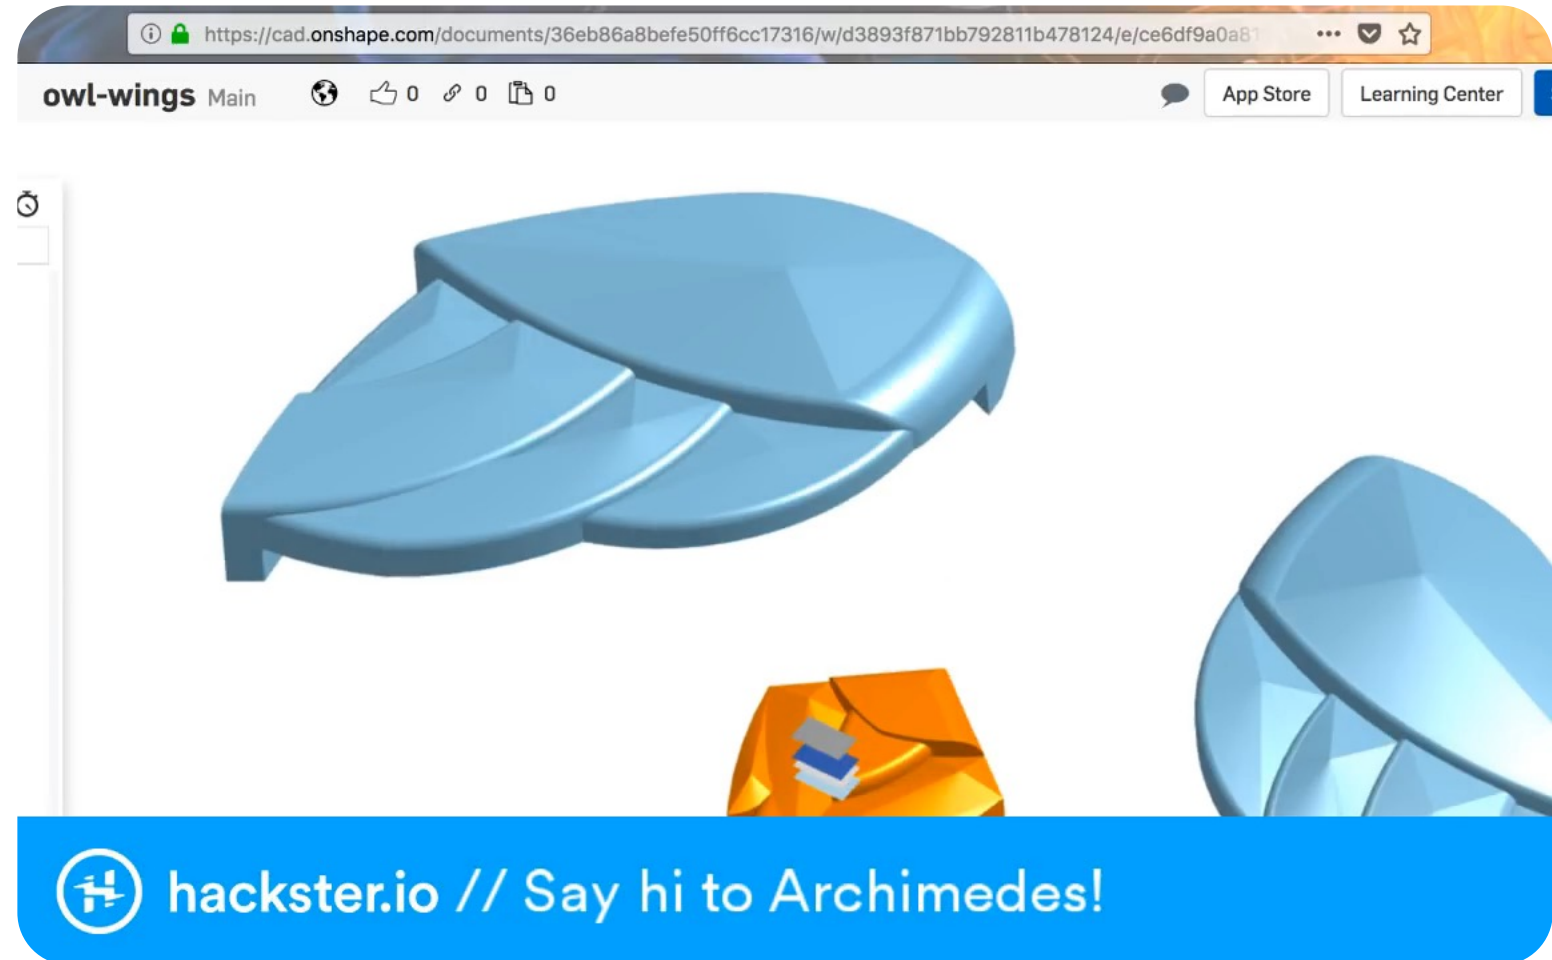 https://cad.onshape.com/documents/36eb86a8befe50ff6cc17316/w/d3893f871bb792811b478124/e/ce6df9a0a81
owl-wings Main 0 0 0 App Store Learning Center
hackster.io // Say hi to Archimedes!